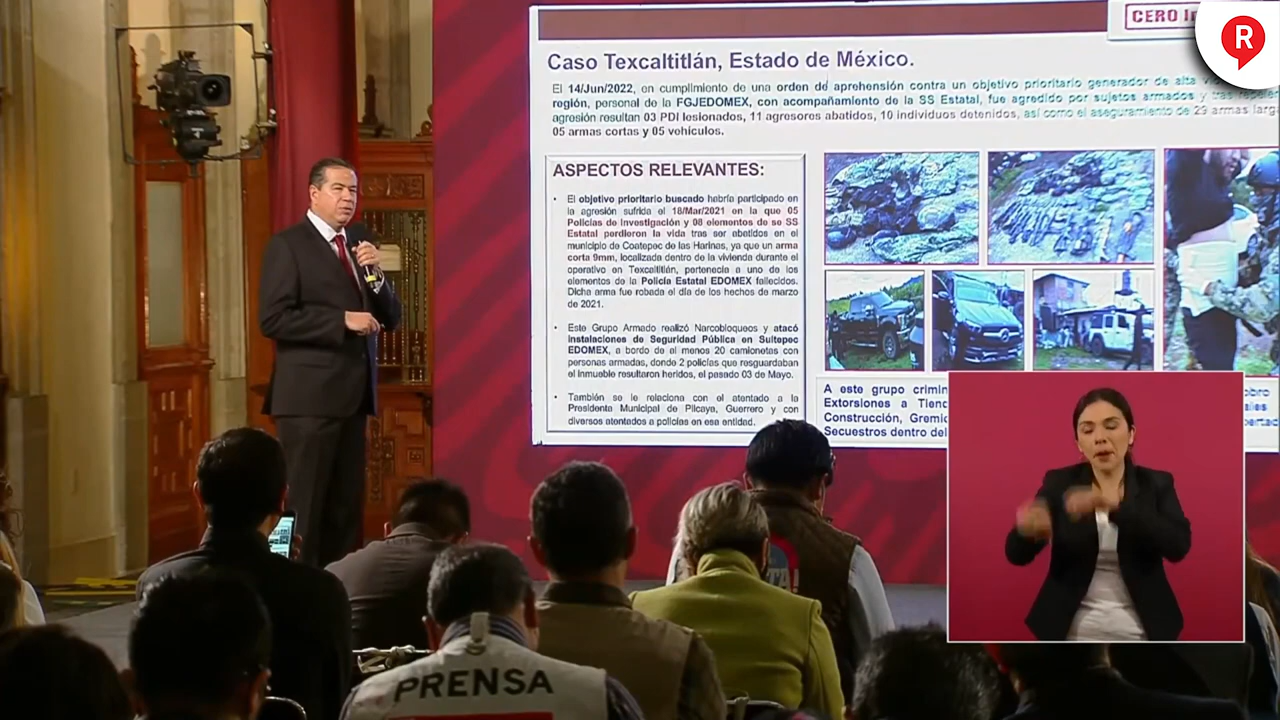 CERO I
R
Caso Texcaltitlán, Estado de México.
El 14/Jun/2022, en cumplimiento de una orden de aprehensión contra un objetivo prioritario generador de alta
región, personal de la FGJEDOMEX, con acompañamiento de la SS Estatal, fue agredido por sujetos armados y tras
agresión resultan 03 PDI lesionados, 11 agresores abatidos, 10 individuos detenidos, así como el aseguramiento de 29 armas larg
05 armas cortas y 05 vehículos.
ASPECTOS RELEVANTES:
• El objetivo prioritario buscado habría participado en
la agresión sufrida el 18/Mar/2021 en la que 05
Policías de Investigación y 08 elementos de se SS
Estatal perdieron la vida tras ser abatidos en el
municipio de Coatepec de las Harinas, ya que un arma
corta 9mm, localizada dentro de la vivienda durante el
operativo en Texcaltitlán, pertenecía a uno de los
elementos de la Policía Estatal EDOMEX fallecidos.
Dicha arma fue robada el día de los hechos de marzo
de 2021.
• Este Grupo Armado realizó Narcobloqueos y atacó
Instalaciones de Seguridad Pública en Sultepec
EDOMEX, a bordo de al menos 20 camionetas con
personas armadas, donde 2 policías que resguardaban
el inmueble resultaron heridos, el pasado 03 de Mayo.
• También se le relaciona con el atentado a la
Presidenta Municipal de Pilcaya, Guerrero y con
diversos atentados a policías en esa entidad.
A este grupo crimin
Extorsiones a Tiend
Construcción, Gremio
Secuestros dentro del
PRENSA